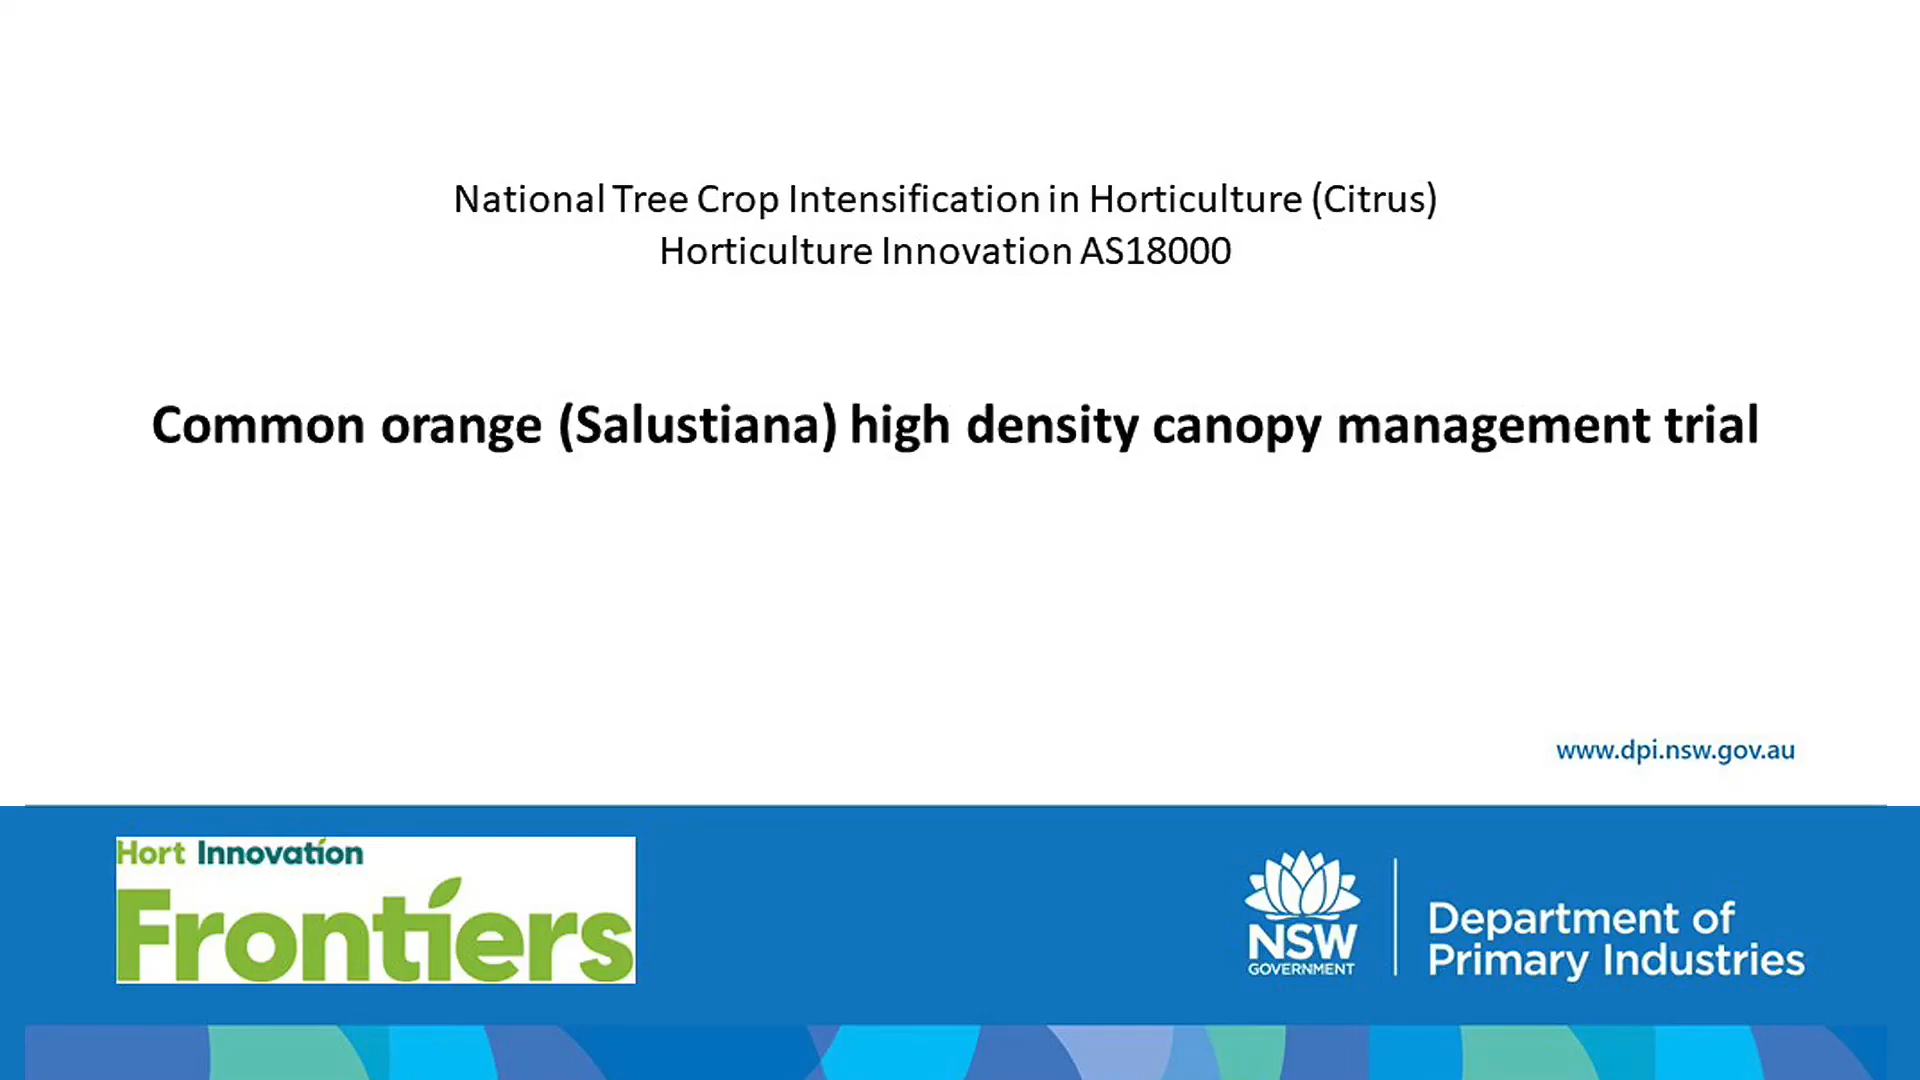 National Tree Crop Intensification in Horticulture (Citrus)
Horticulture Innovation AS18000
Common orange (Salustiana) high density canopy management trial
www.dpi.nsw.gov.au
Hort Innovation
Frontiers
NSW
GOVERNMENT
Department of
Primary Industries